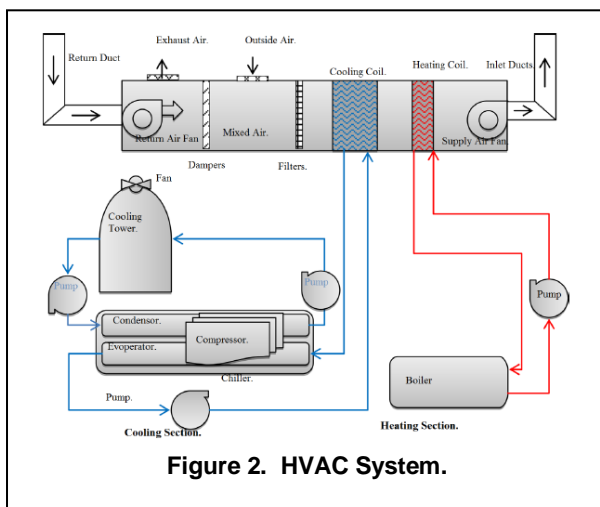 Exhaust Air.
Outside Air.
Return Duct
Cooling Coil.
Heating Coil.
Inlet Ducts.
Return Air Fan
Mixed Air.
Supply Air Fan.
Dampers
Filters.
Fan
Cooling
Tower.
Pump
Pump
Pump
Condensor.
Compressor.
Evoperator.
Chiller.
Boiler
Pump.
Cooling Section.
Heating Section.
Figure 2. HVAC System.